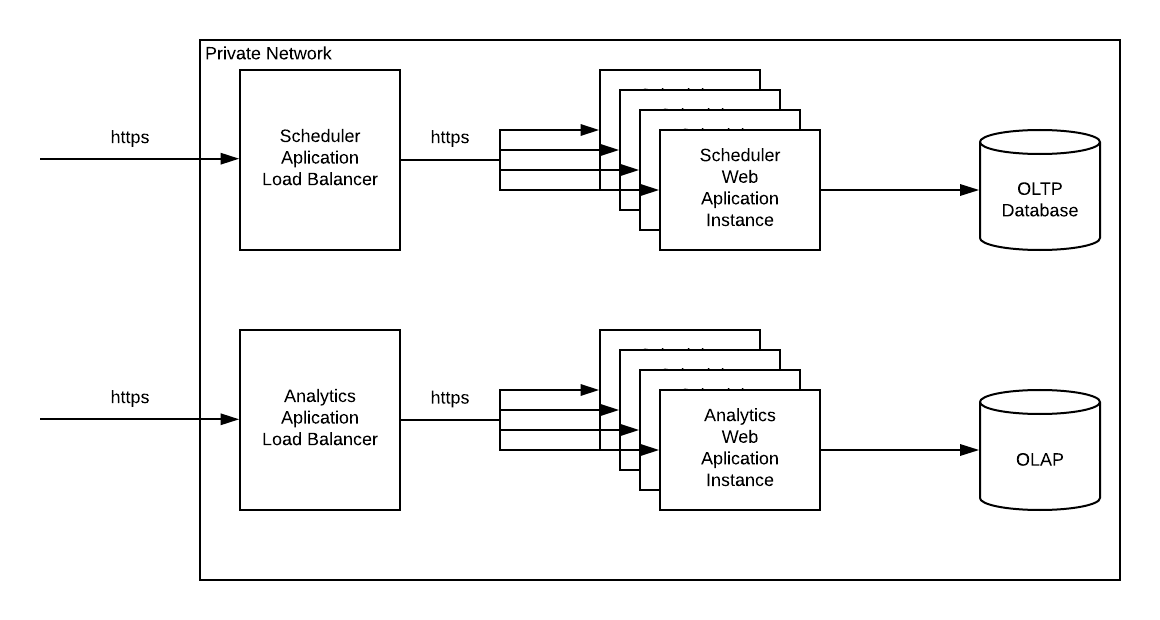 Private Network
https
Scheduler
Aplication
Load Balancer
https
Scheduler
Web
Aplication
Instance
OLTP
Database
https
Analytics
Aplication
Load Balancer
https
Analytics
Web
Aplication
Instance
OLAP